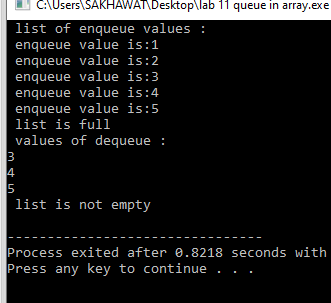 C:\Users\SAKHAWAT\Desktop\lab 11 queue in array.exe
list of enqueue values :
enqueue value is:1
enqueue value is:2
enqueue value is:3
enqueue value is:4
enqueue value is:5
list is full
values of dequeue :
3
4
5
list is not empty
--------------------------------
Process exited after 0.8218 seconds with
Press any key to continue . . .